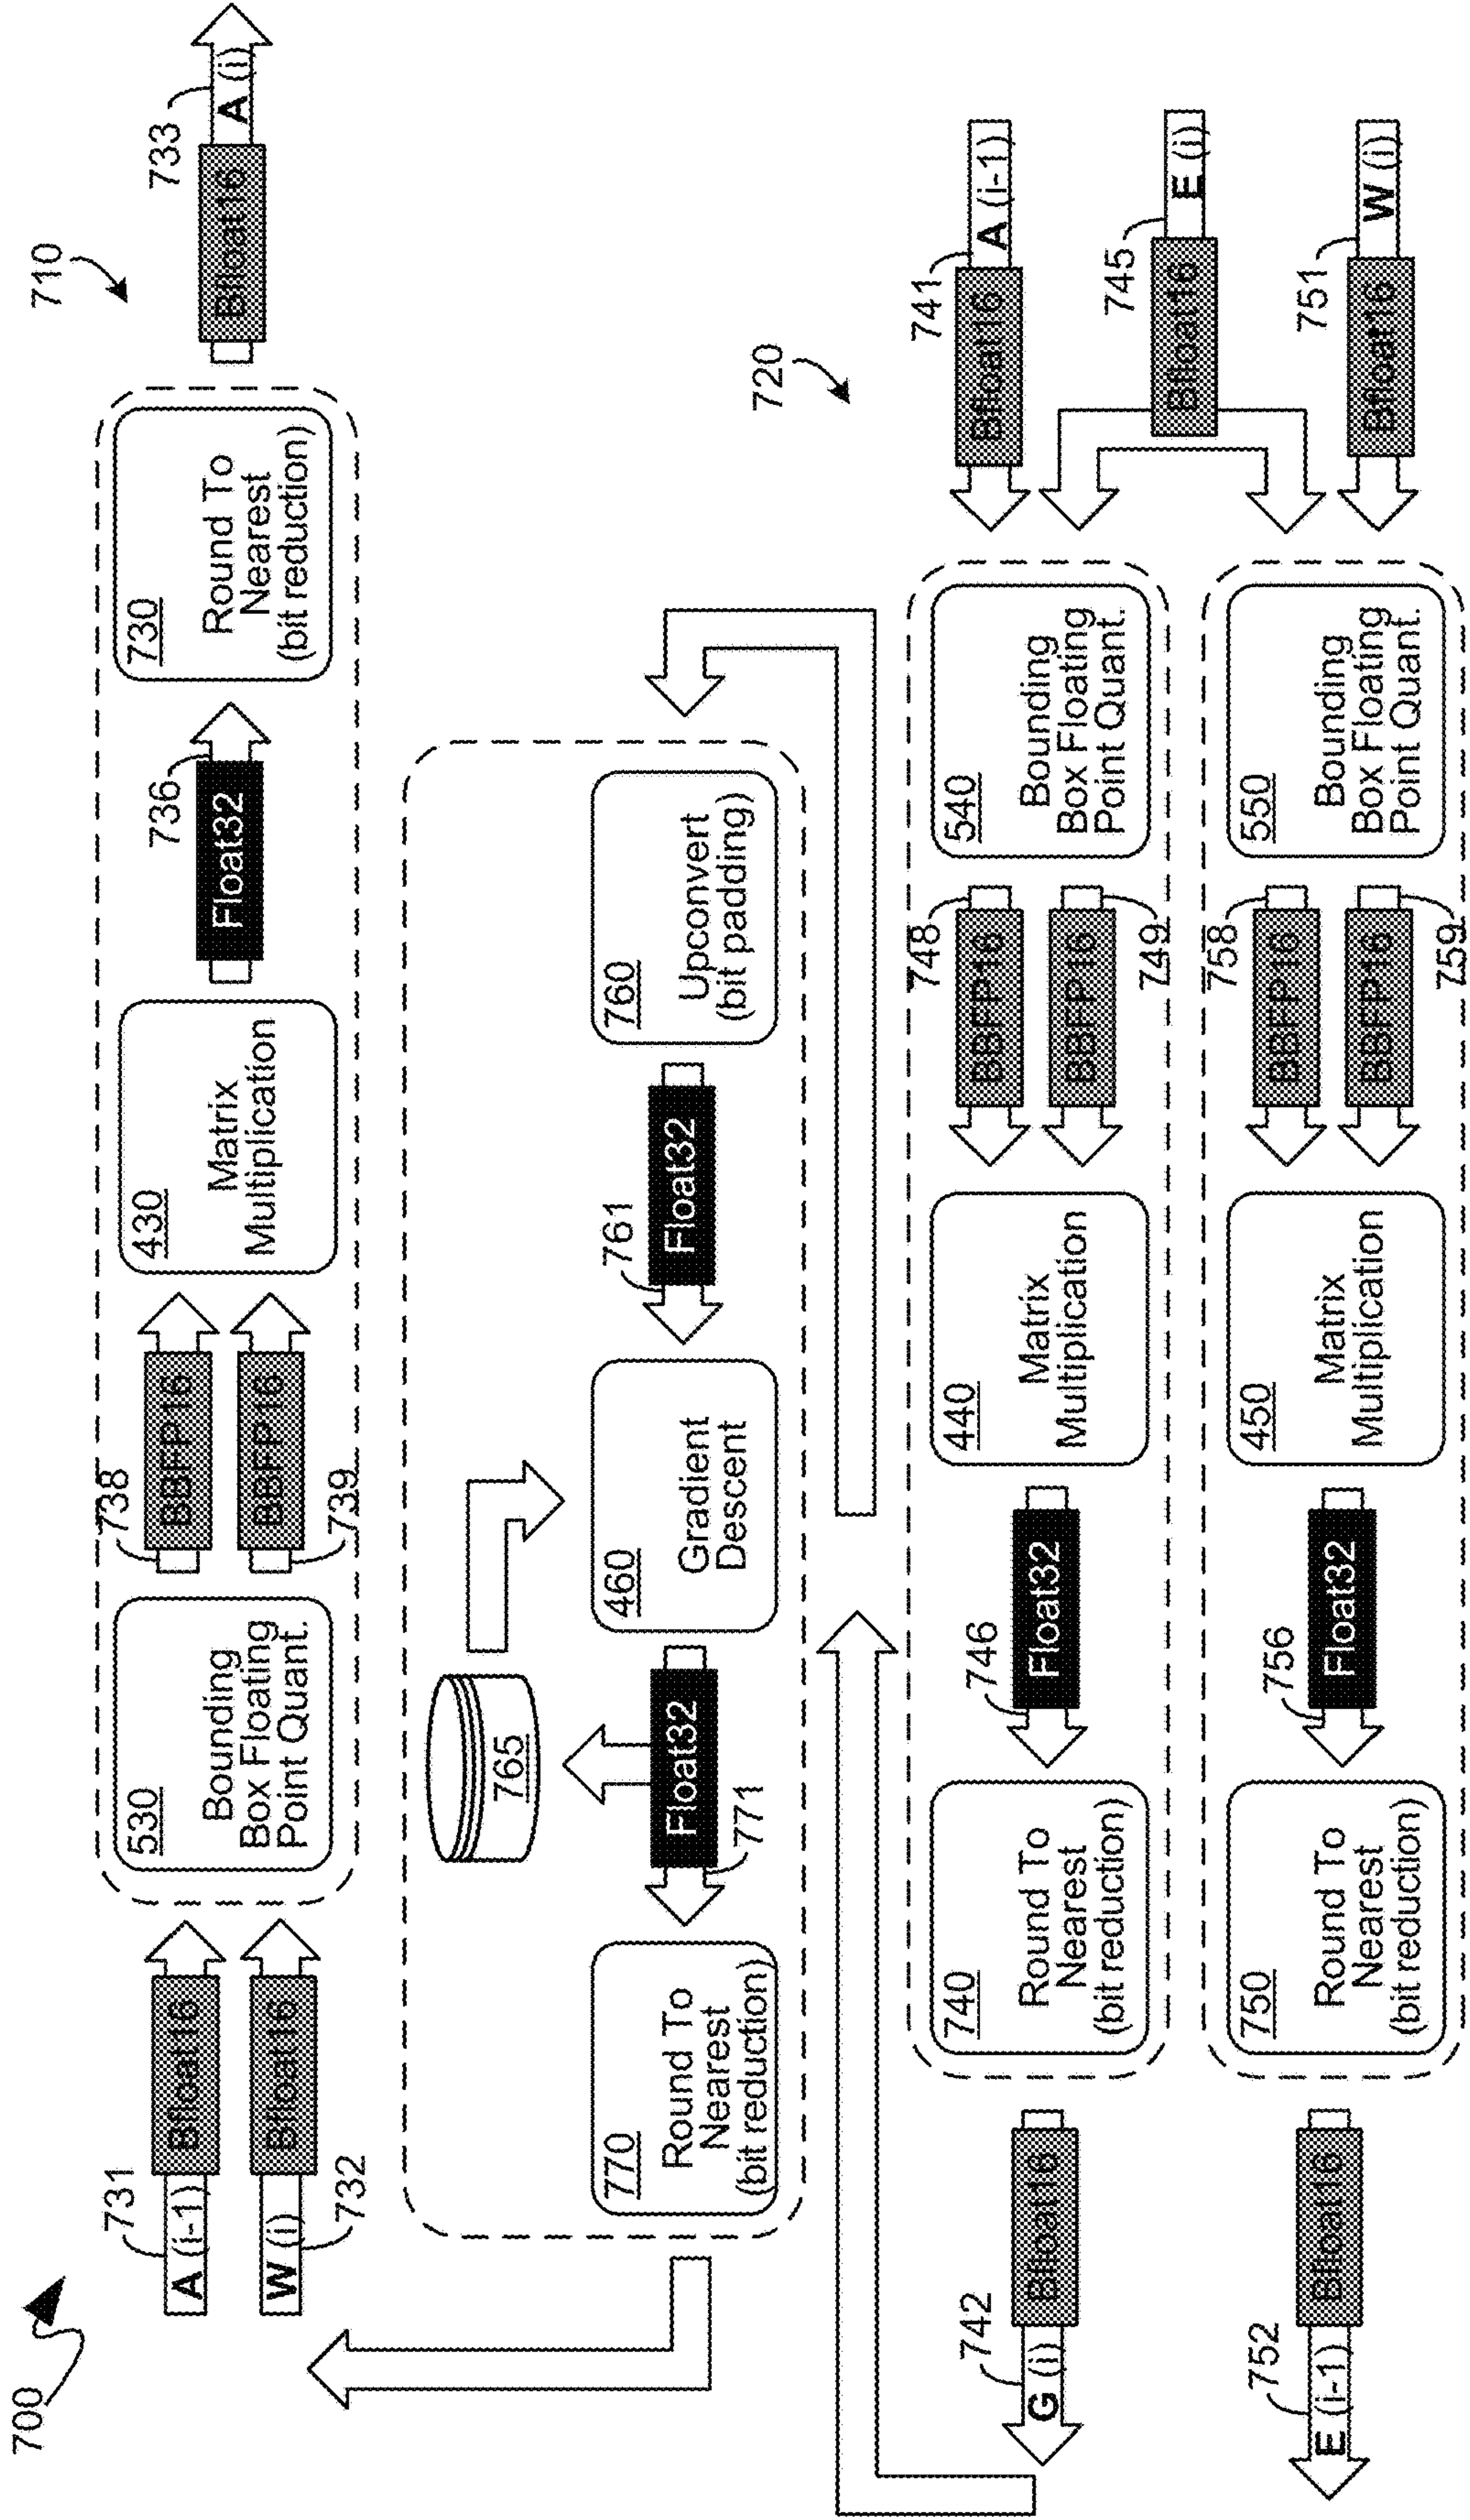 700
710
731
A (i-1)
Bfloat16
W (i)
732
Bfloat16
530
Bounding
Box Floating
Point Quant.
738
BBFP16
BBFP16
739
430
Matrix
Multiplication
736
Float32
730
Round To
Nearest
(bit reduction)
733
Bfloat16
A (i)
770
Round To
Nearest
(bit reduction)
765
Float32
771
460
Gradient
Descent
761
Float32
760
Upconvert
(bit padding)
720
742
G (i)
Bfloat16
740
Round To
Nearest
(bit reduction)
746
Float32
440
Matrix
Multiplication
748
BBFP16
BBFP16
749
540
Bounding
Box Floating
Point Quant.
741
Bfloat16
A (i-1)
745
Bfloat16
E (i)
752
E (i-1)
Bfloat16
750
Round To
Nearest
(bit reduction)
756
Float32
450
Matrix
Multiplication
758
BBFP16
BBFP16
759
550
Bounding
Box Floating
Point Quant.
751
Bfloat16
W (i)